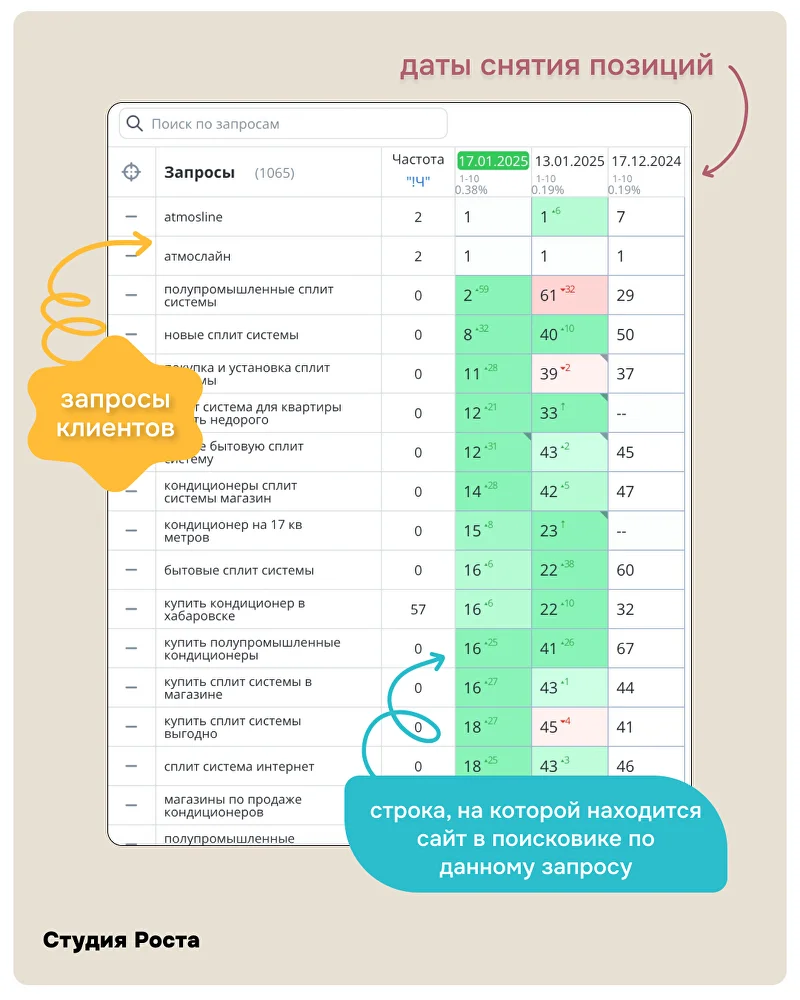 даты снятия позиций
Поиск по запросам
Запросы (1065) Частота "!Ч" 17.01.2025 1-10 0.38% 13.01.2025 1-10 0.19% 17.12.2024 1-10 0.19%
atmosline 2 1 1 6 7
атмослайн 2 1 1 1
полупромышленные сплит
системы 0 2 59 61 32 29
новые сплит системы 0 8 32 40 10 50
покупка и установка сплит
0 11 28 39 2 37
система для квартиры
недорого 0 12 21 33 ↑ --
бытовую сплит
систему 0 12 31 43 2 45
кондиционеры сплит
системы магазин 0 14 28 42 5 47
кондиционер на 17 кв
метров 0 15 8 23 ↑ --
бытовые сплит системы 0 16 6 22 38 60
купить кондиционер в
хабаровске 57 16 6 22 10 32
купить полупромышленные
кондиционеры 0 16 25 41 26 67
купить сплит системы в
магазине 0 16 27 43 1 44
купить сплит системы
выгодно 0 18 27 45 4 41
сплит система интернет 0 18 25 43 3 46
магазины по продаже
кондиционеров
полупромышленные
запросы
клиентов
строка, на которой находится
сайт в поисковике по
данному запросу
Студия Роста